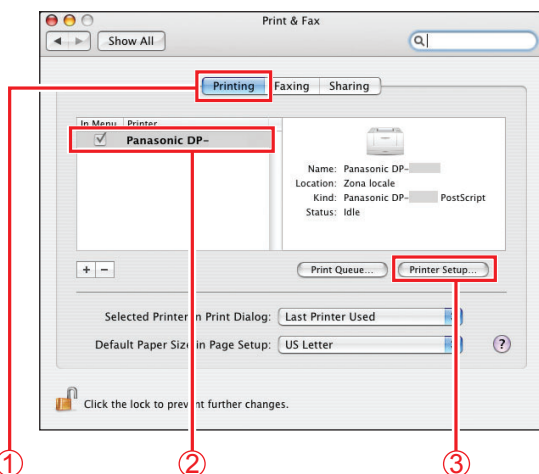 Print & Fax
Show All
Printing Faxing Sharing
In Menu Printer
Panasonic DP-
Name: Panasonic DP-
Location: Zona locale
Kind: Panasonic DP- PostScript
Status: Idle
+ - Print Queue... Printer Setup...
Selected Printer in Print Dialog: Last Printer Used
Default Paper Size in Page Setup: US Letter ?
Click the lock to prevent further changes.
1 2 3